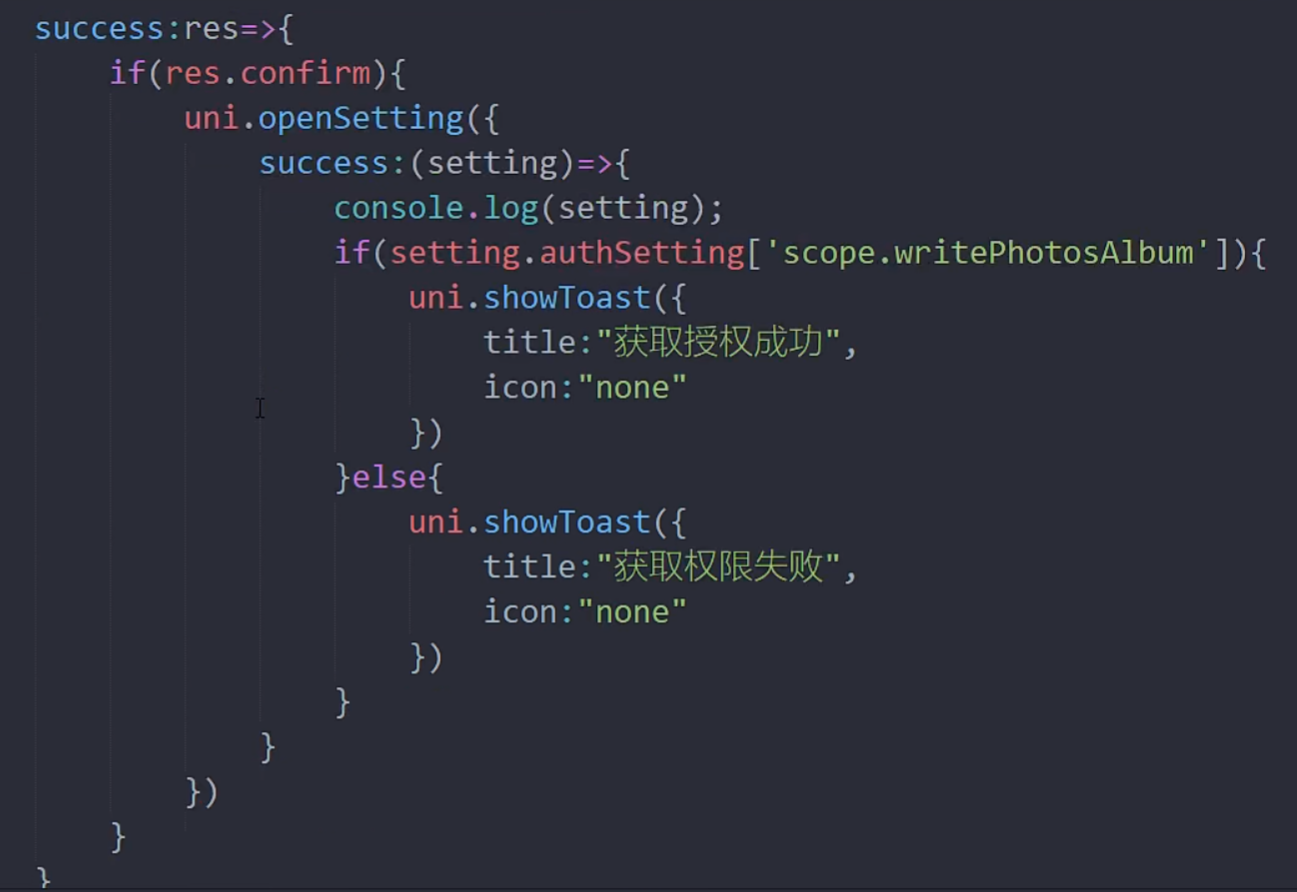 success:res=>{
if(res.confirm){
uni.openSetting({
success:(setting)=>{
console.log(setting);
if(setting.authSetting['scope.writePhotosAlbum']){
uni.showToast({
title:"获取授权成功",
icon:"none"
})
}else{
uni.showToast({
title:"获取权限失败",
icon:"none"
})
}
}
})
}
}